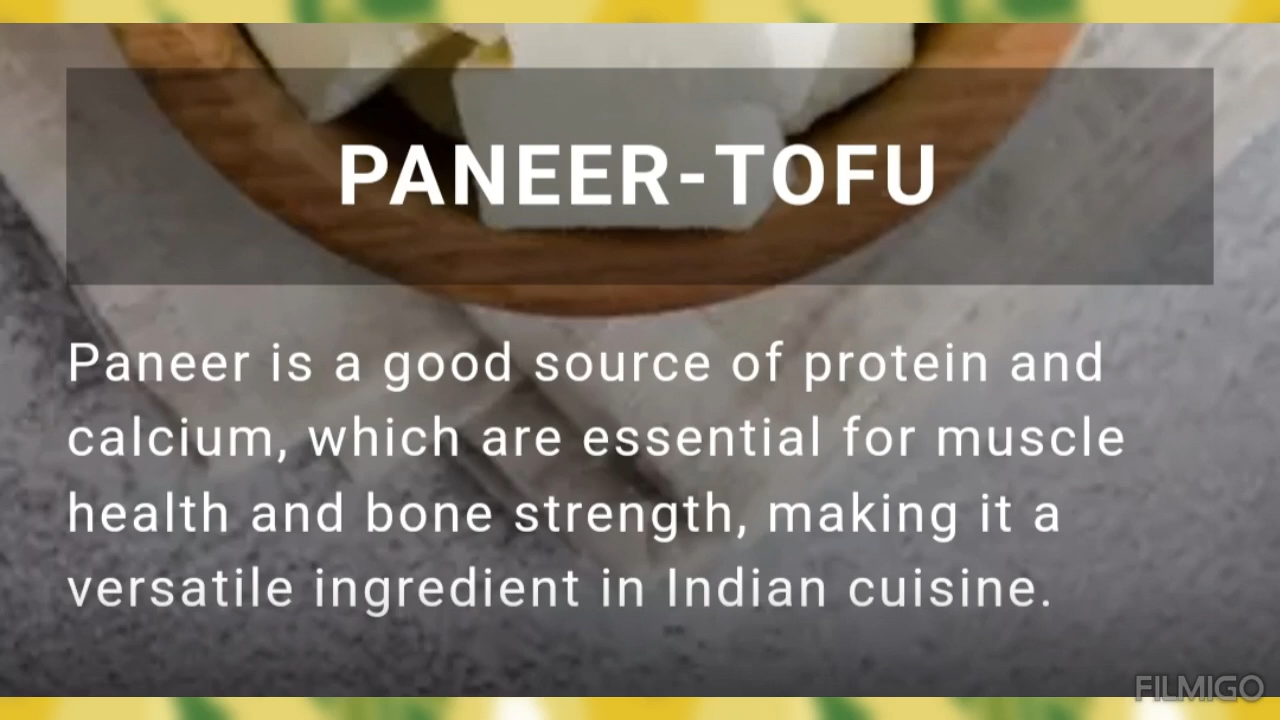 PANEER-TOFU
Paneer is a good source of protein and
calcium, which are essential for muscle
health and bone strength, making it a
versatile ingredient in Indian cuisine.
FILMIGO